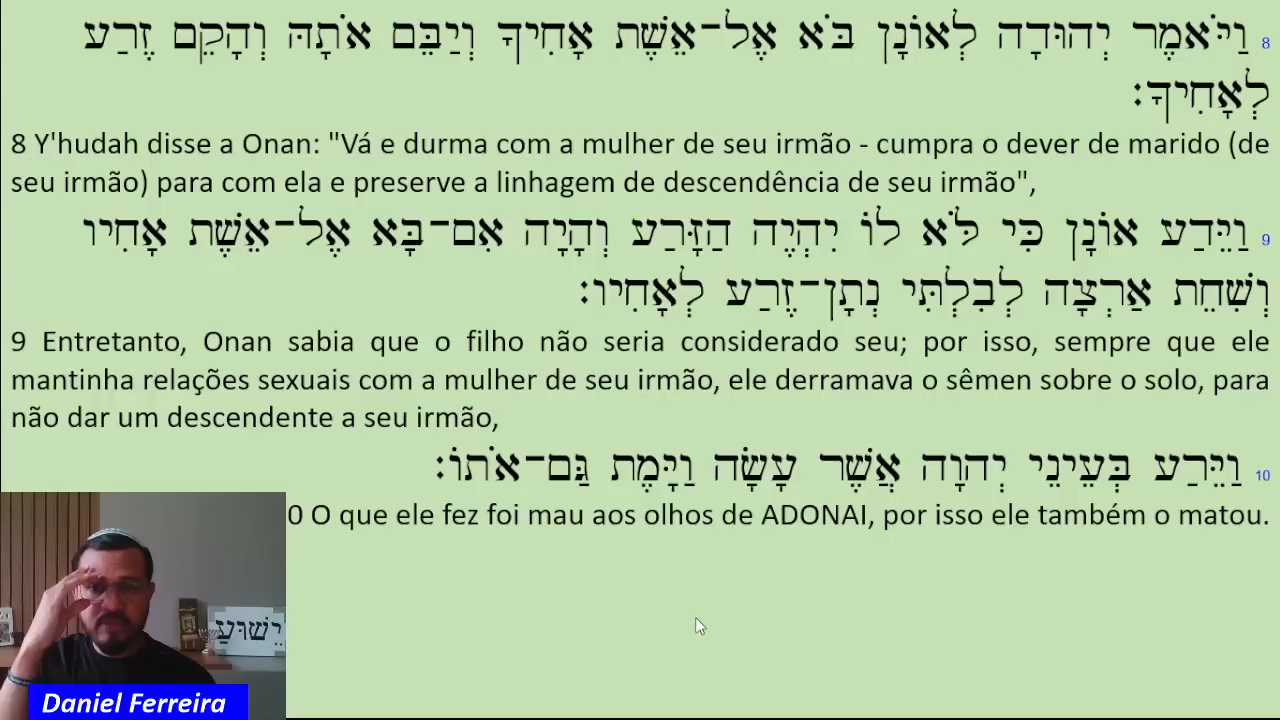 8 וַיֹּאמֶר יְהוּדָה לְאוֹנָן בֹּא אֶל־אֵשֶׁת אָחִיךָ וְיַבֵּם אֹתָהּ וְהָקֵם זֶרַע
לְאָחִיךָ׃
8 Y'hudah disse a Onan: "Vá e durma com a mulher de seu irmão - cumpra o dever de marido (de
seu irmão) para com ela e preserve a linhagem de descendência de seu irmão",
9 וַיֵּדַע אוֹנָן כִּי לֹּא לוֹ יִהְיֶה הַזָּרַע וְהָיָה אִם־בָּא אֶל־אֵשֶׁת אָחִיו
וְשִׁחֵת אַרְצָה לְבִלְתִּי נְתָן־זֶרַע לְאָחִיו׃
9 Entretanto, Onan sabia que o filho não seria considerado seu; por isso, sempre que ele
mantinha relações sexuais com a mulher de seu irmão, ele derramava o sêmen sobre o solo, para
não dar um descendente a seu irmão,
10 וַיֵּרַע בְּעֵינֵי יְהוָה אֲשֶׁר עָשָׂה וַיָּמֶת גַּם־אֹתוֹ׃
0 O que ele fez foi mau aos olhos de ADONAI, por isso ele também o matou.
יֵשׁוּעַ
Daniel Ferreira